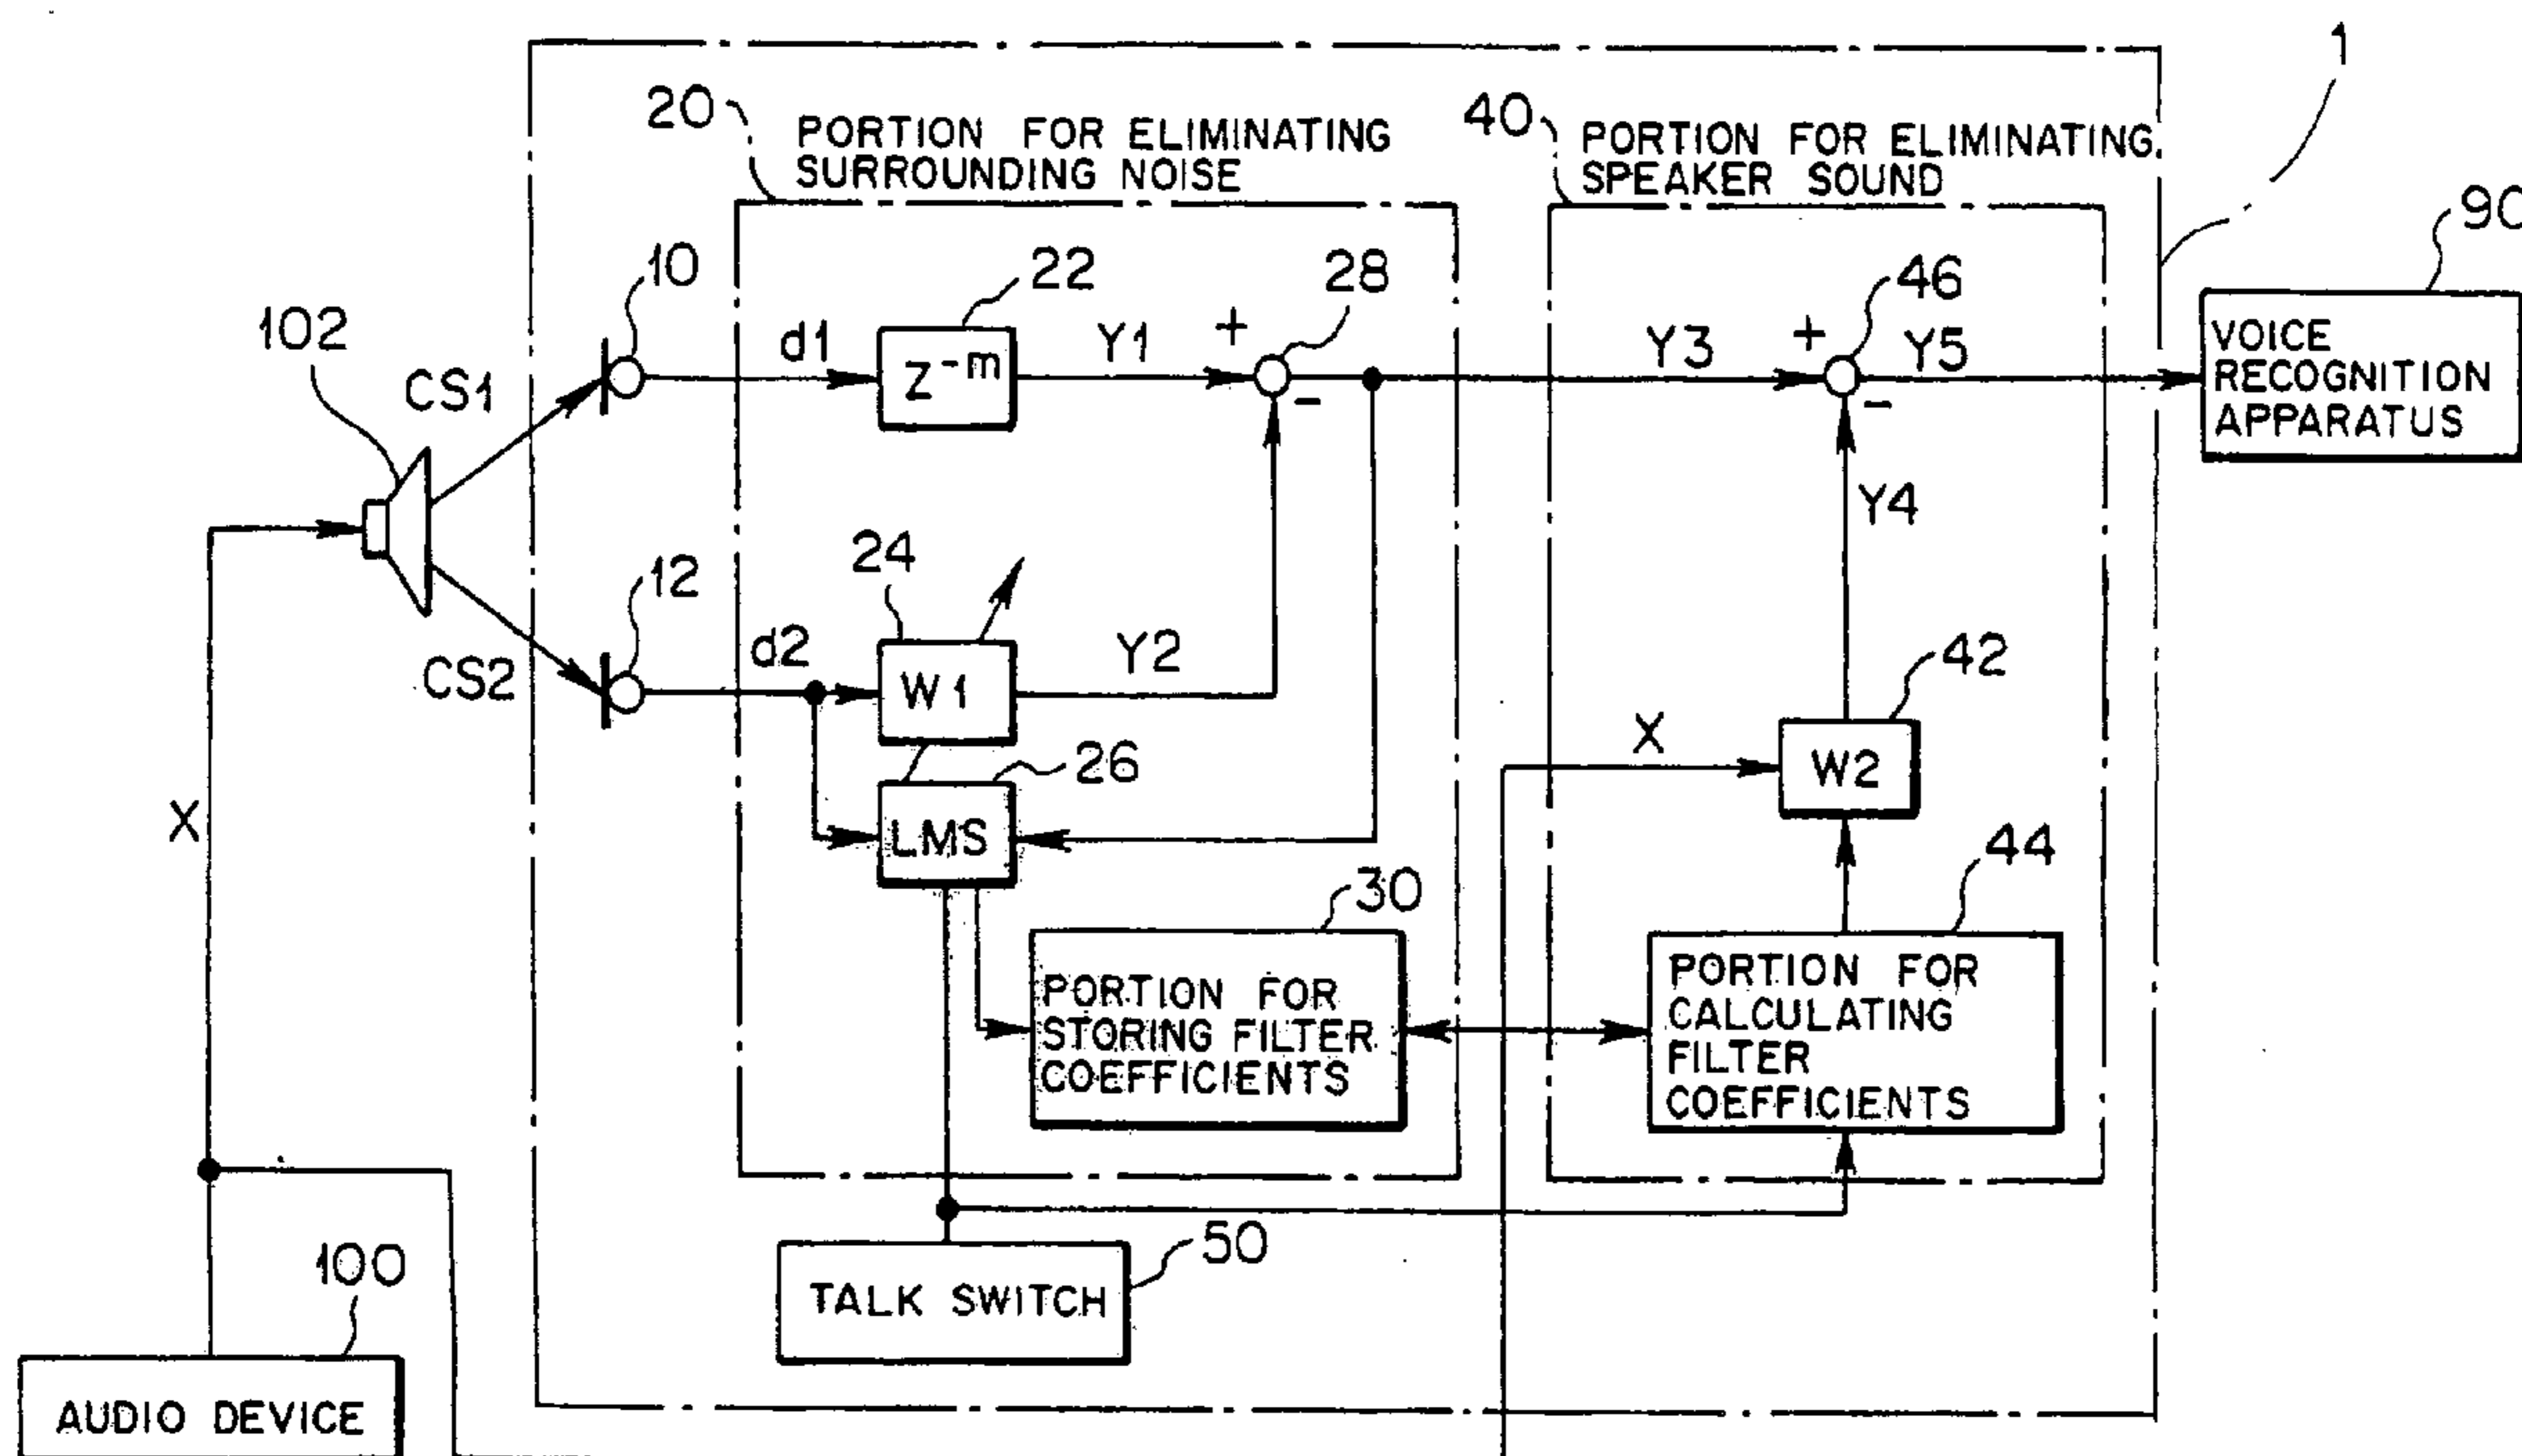 1
20
PORTION FOR ELIMINATING
SURROUNDING NOISE
40
PORTION FOR ELIMINATING
SPEAKER SOUND
90
VOICE
RECOGNITION
APPARATUS
10
22
28
46
102
CS1
d1
Z-m
Y1
+
-
Y3
+
-
Y5
Y4
24
12
CS2
d2
W1
Y2
42
X
W2
26
LMS
X
30
PORTION FOR
STORING FILTER
COEFFICIENTS
44
PORTION FOR
CALCULATING
FILTER
COEFFICIENTS
50
TALK SWITCH
100
AUDIO DEVICE